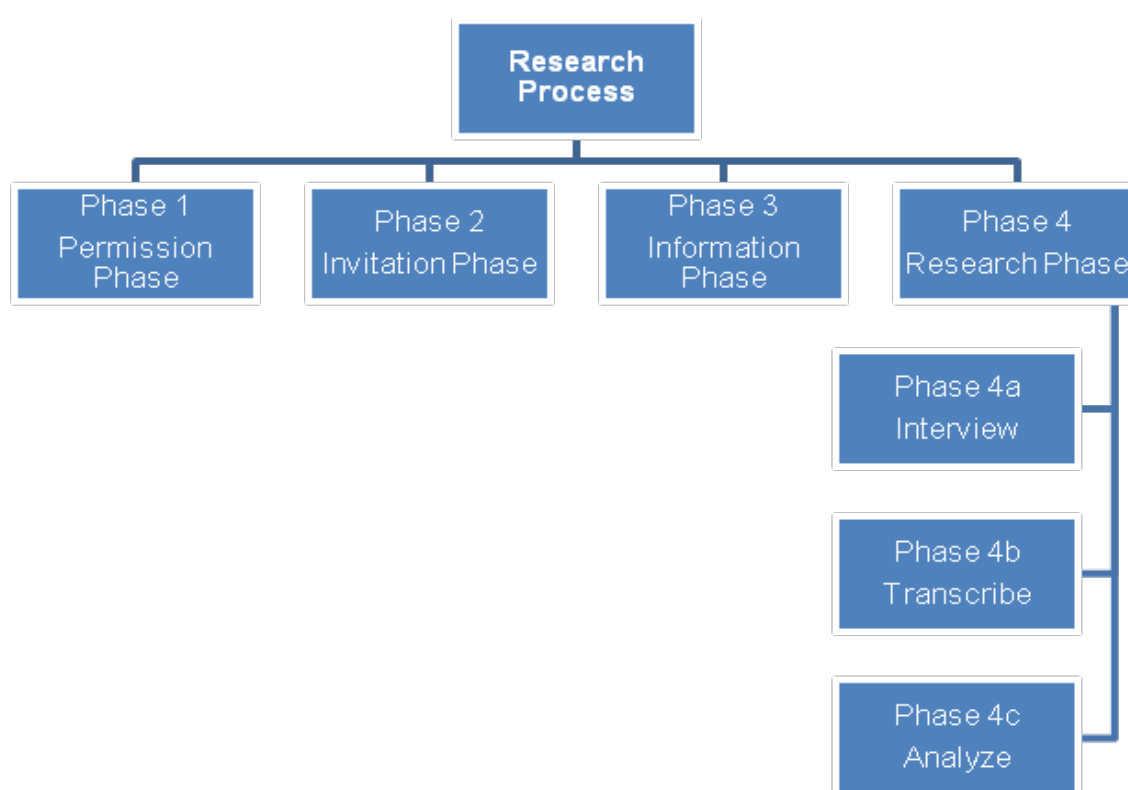 Research
Process
Phase 1
Permission
Phase
Phase 2
Invitation Phase
Phase 3
Information
Phase
Phase 4
Research Phase
Phase 4a
Interview
Phase 4b
Transcribe
Phase 4c
Analyze